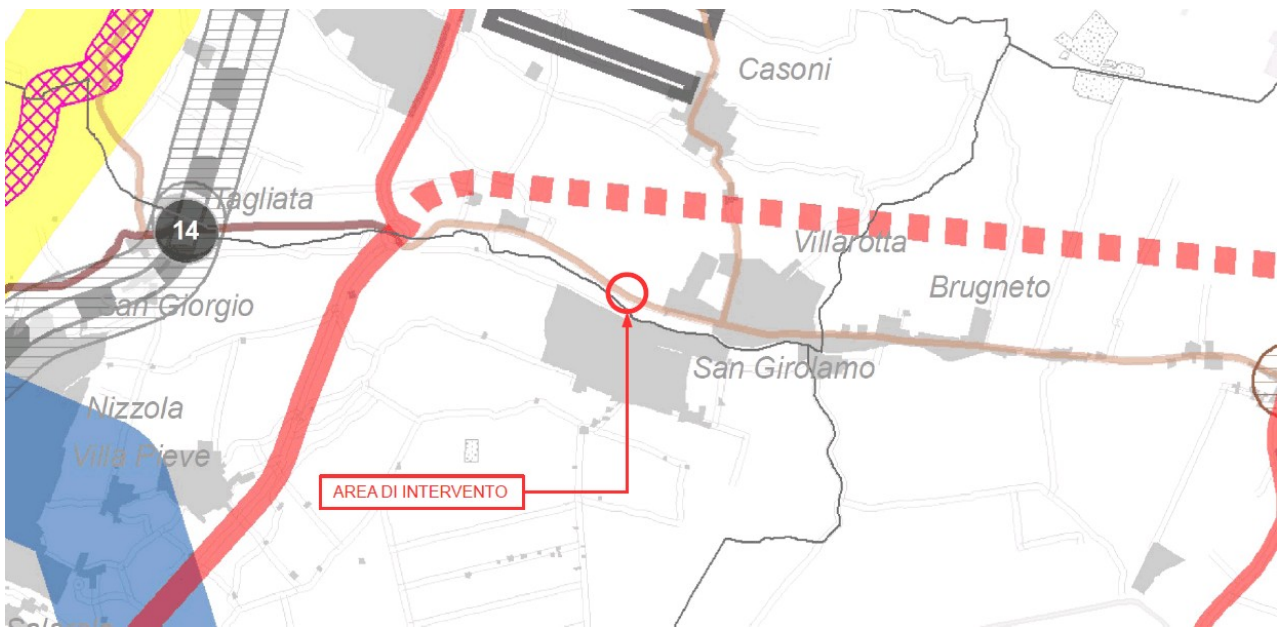 Casoni
Tagliata
14
Villarotta
San Giorgio
Brugneto
San Girolamo
Nizzola
Villa Pieve
AREA DI INTERVENTO